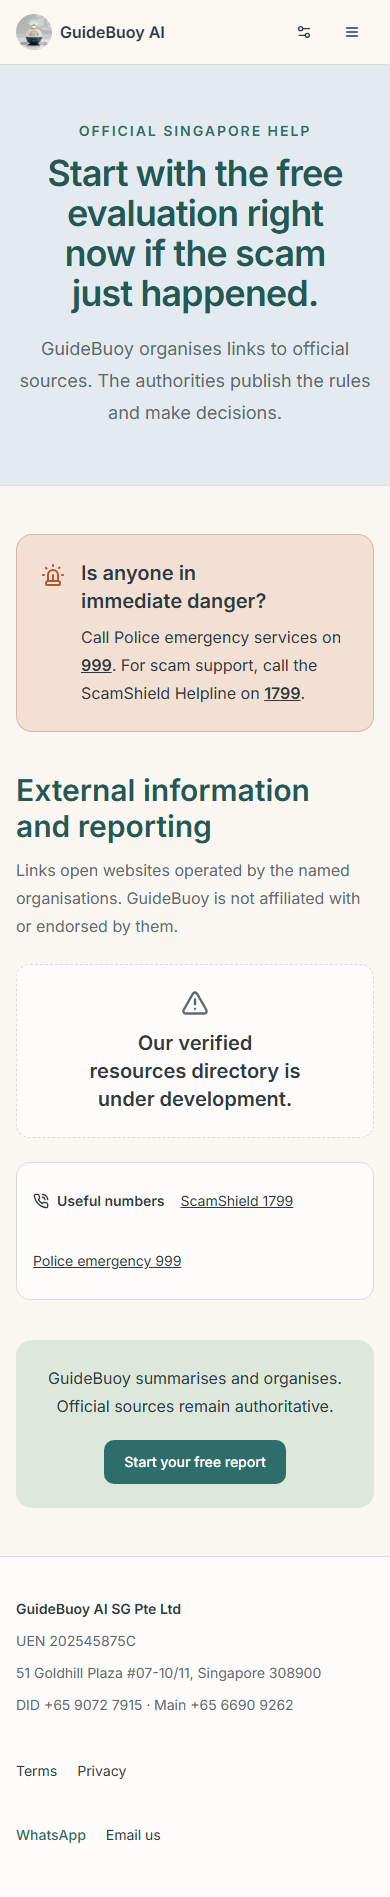 GuideBuoy AI
OFFICIAL SINGAPORE HELP
Start with the free
evaluation right
now if the scam
just happened.
GuideBuoy organises links to official
sources. The authorities publish the rules
and make decisions.
Is anyone in
immediate danger?
Call Police emergency services on
999. For scam support, call the
ScamShield Helpline on 1799.
External information
and reporting
Links open websites operated by the named
organisations. GuideBuoy is not affiliated with
or endorsed by them.
Our verified
resources directory is
under development.
Useful numbers ScamShield 1799
Police emergency 999
GuideBuoy summarises and organises.
Official sources remain authoritative.
Start your free report
GuideBuoy AI SG Pte Ltd
UEN 202545875C
51 Goldhill Plaza #07-10/11, Singapore 308900
DID +65 9072 7915 · Main +65 6690 9262
Terms Privacy
WhatsApp Email us